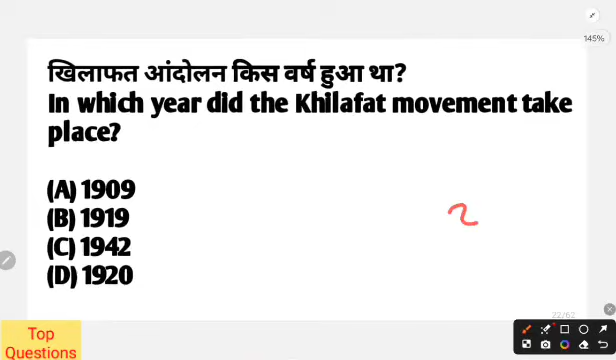 145%
खिलाफत आंदोलन किस वर्ष हुआ था?
In which year did the Khilafat movement take
place?
(A) 1909
(B) 1919
(C) 1942
(D) 1920
2
22/62
Top
Questions